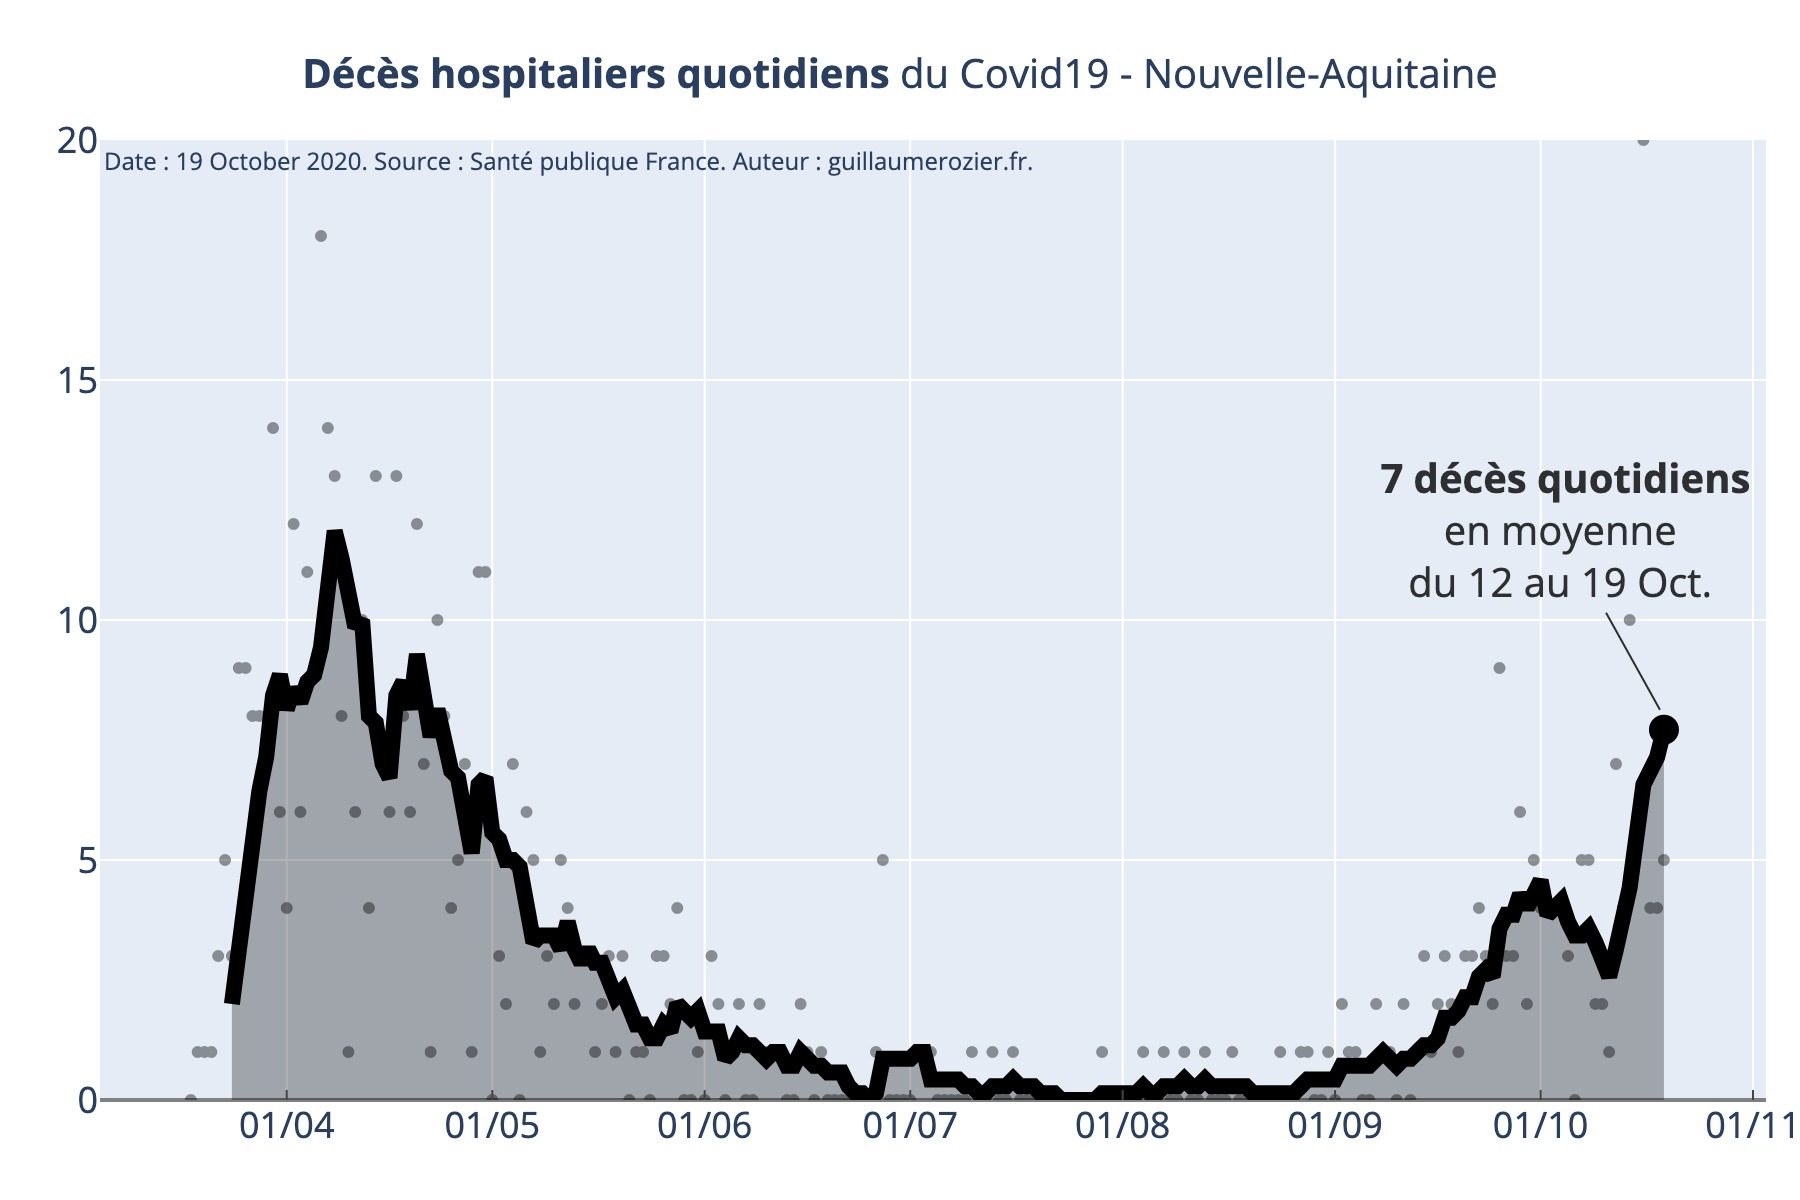 Décès hospitaliers quotidiens du Covid19 - Nouvelle-Aquitaine
20
Date : 19 October 2020. Source : Santé publique France. Auteur : guillaumerozier.fr.
15
7 décès quotidiens
en moyenne
du 12 au 19 Oct.
10
5
0
01/04 01/05 01/06 01/07 01/08 01/09 01/10 01/11